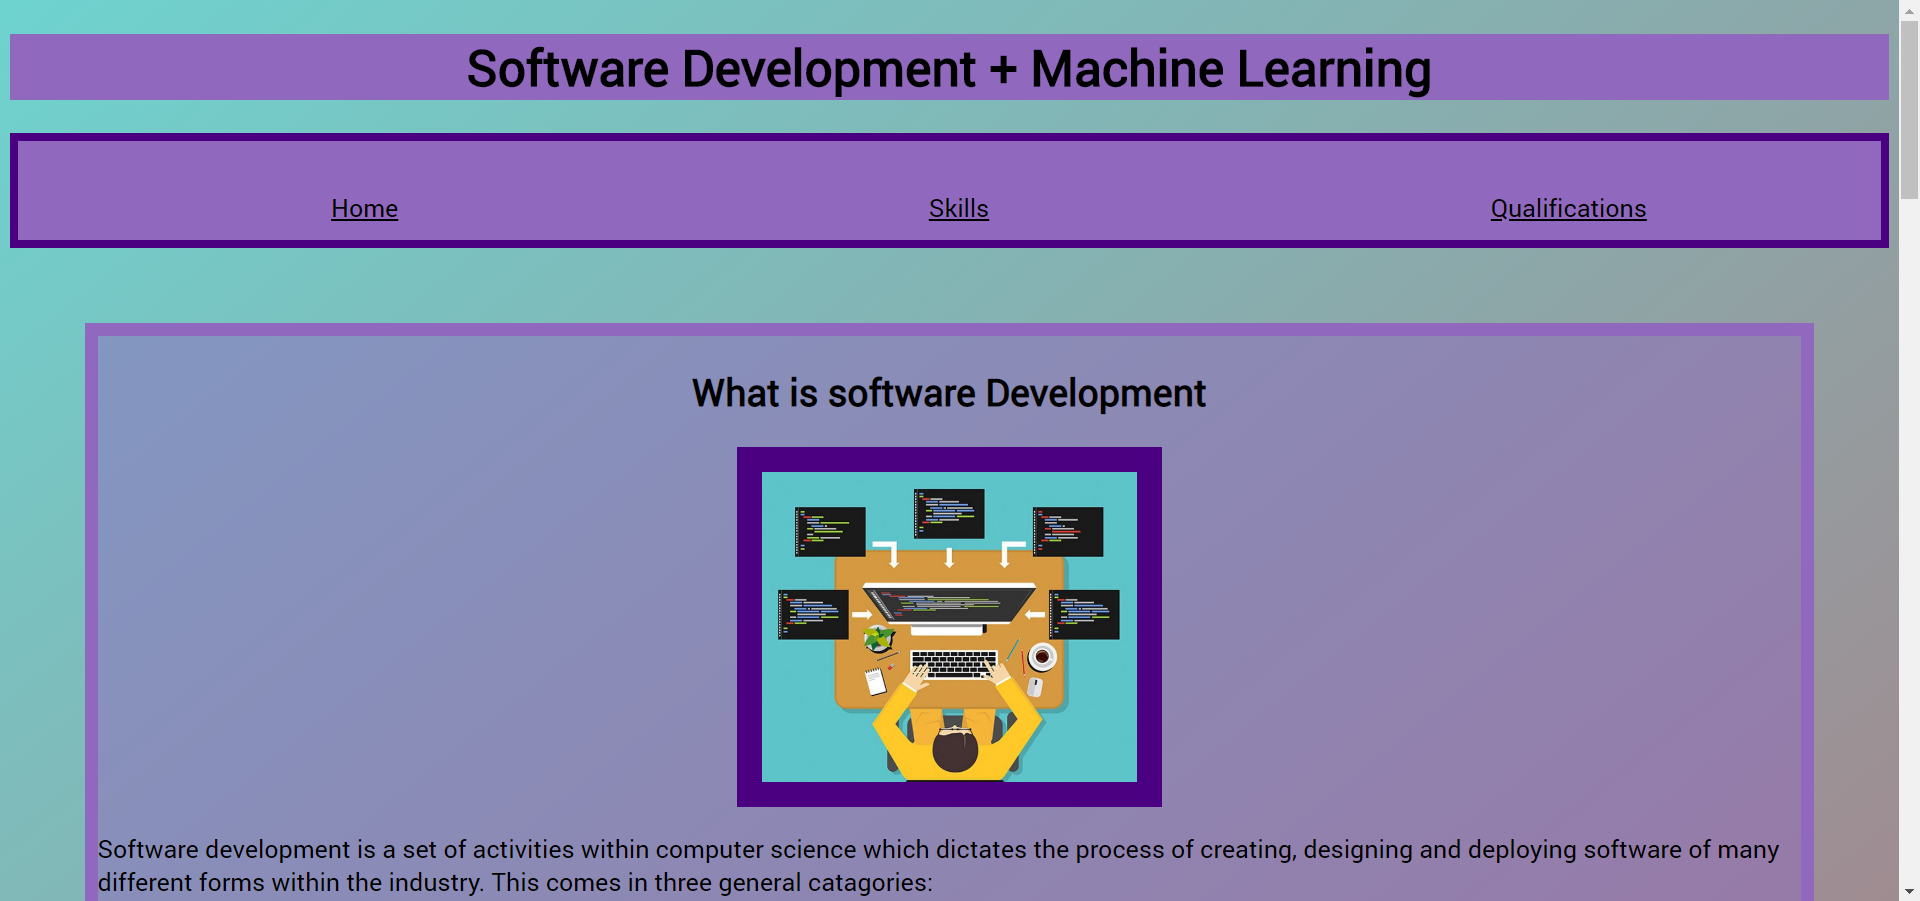 Software Development + Machine Learning
Home
Skills
Qualifications
What is software Development
Software development is a set of activities within computer science which dictates the process of creating, designing and deploying software of many
different forms within the industry. This comes in three general catagories: